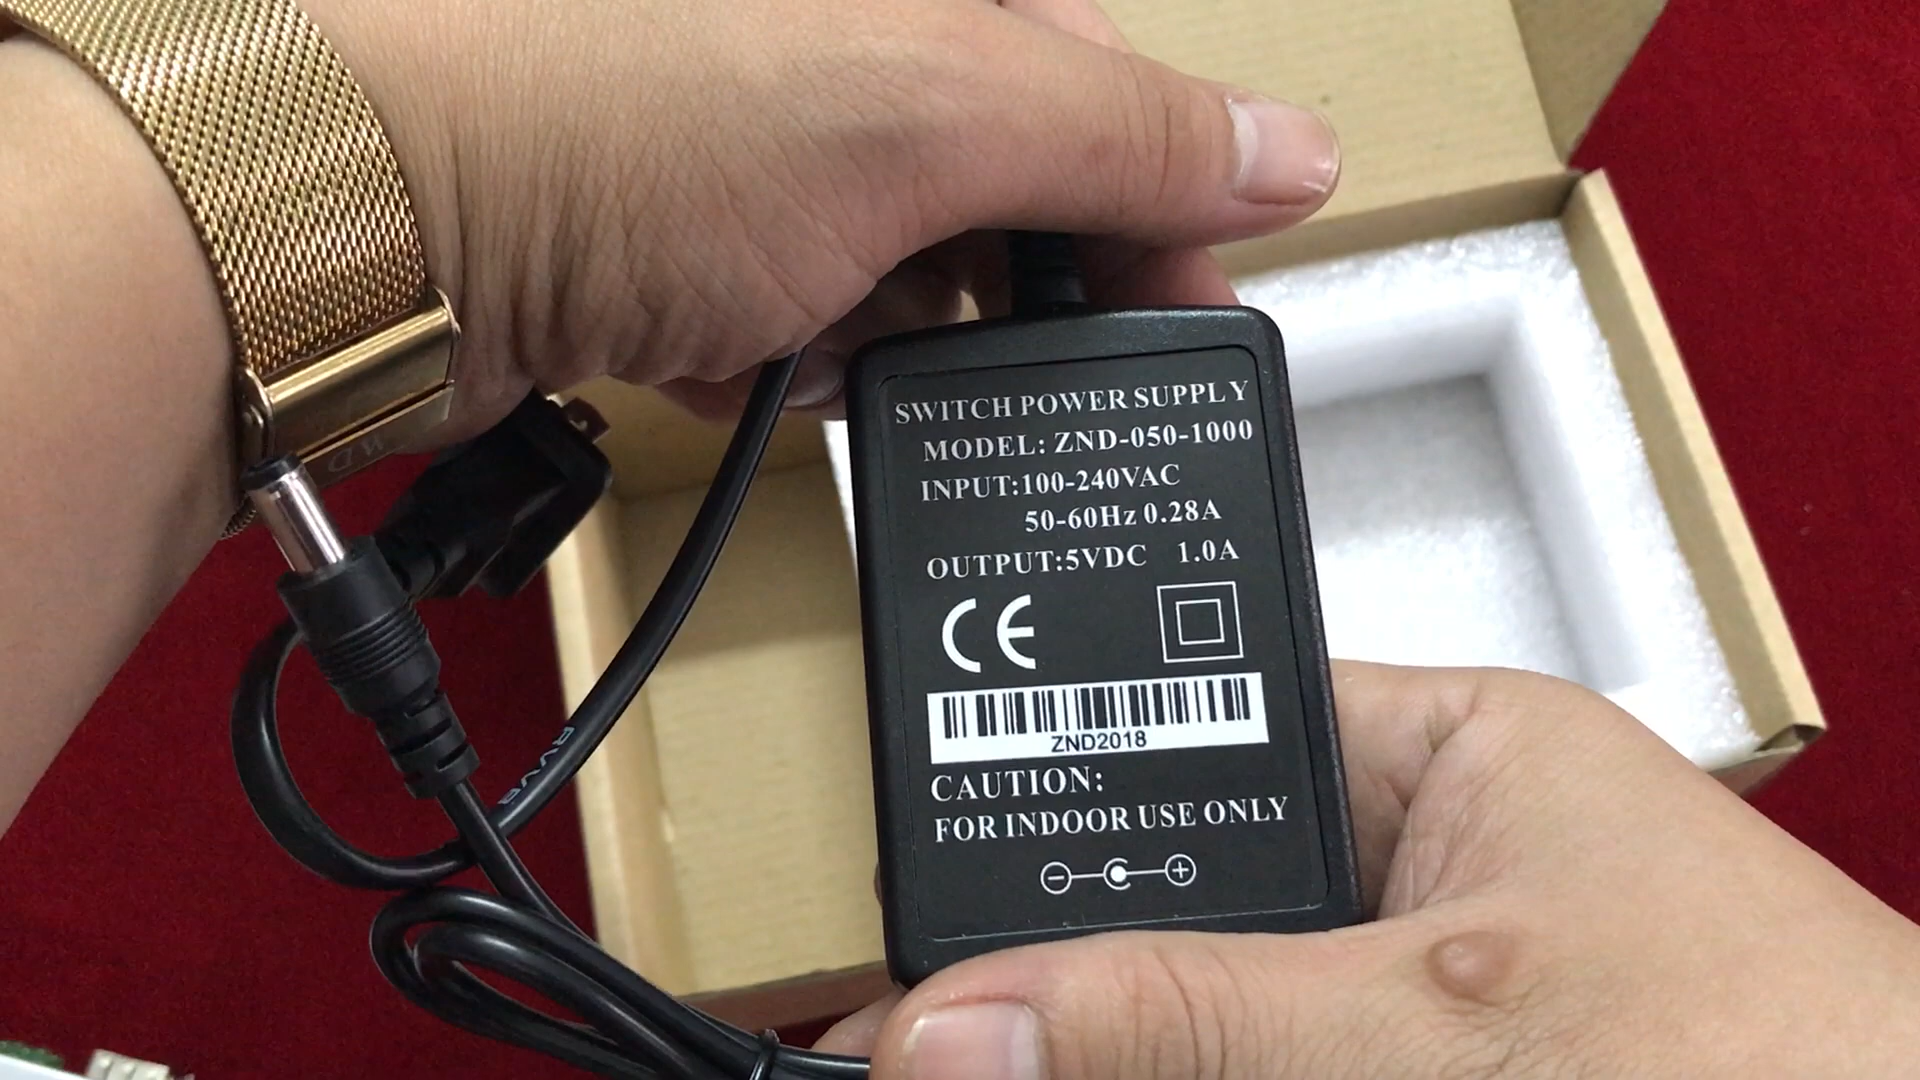 SWITCH POWER SUPPLY
MODEL: ZND-050-1000
INPUT:100-240VAC
50-60Hz 0.28A
OUTPUT:5VDC 1.0A
CE
ZND2018
CAUTION:
FOR INDOOR USE ONLY